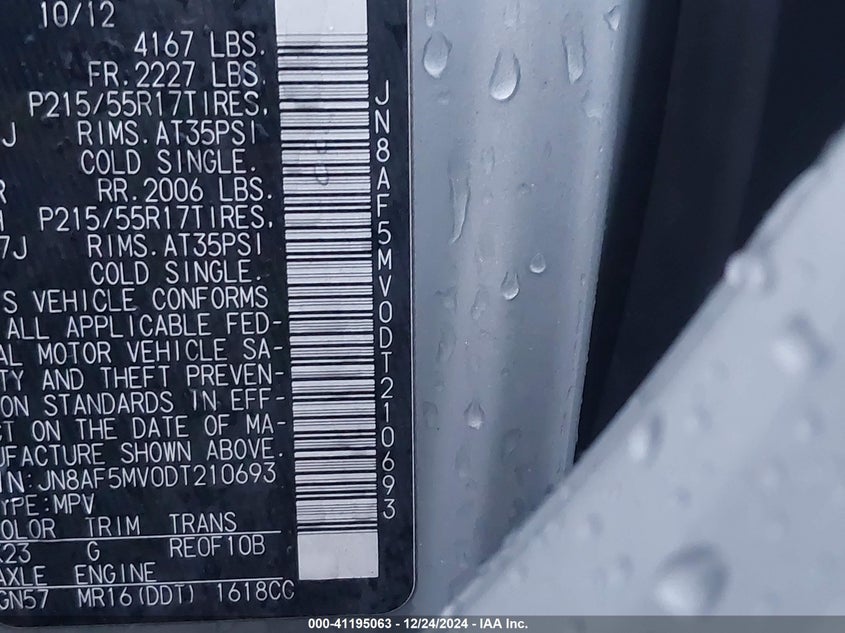 10/12
4167 LBS.
FR. 2227 LBS.
P215/55R17TIRES,
J RIMS. AT35PSI
COLD SINGLE.
R RR. 2006 LBS.
P215/55R17TIRES,
7J RIMS. AT35PSI
COLD SINGLE.
S VEHICLE CONFORMS
ALL APPLICABLE FED-
AL MOTOR VEHICLE SA-
TY AND THEFT PREVEN-
ON STANDARDS IN EFF-
CT ON THE DATE OF MA-
UFACTURE SHOWN ABOVE.
IN:JN8AF5MV0DT210693
YPE:MPV
OLOR TRIM TRANS
K23 G RE0F10B
AXLE ENGINE
GN57 MR16(DDT) 1618CC
JN8AF5MV0DT210693
000-41195063 - 12/24/2024 - IAA Inc.